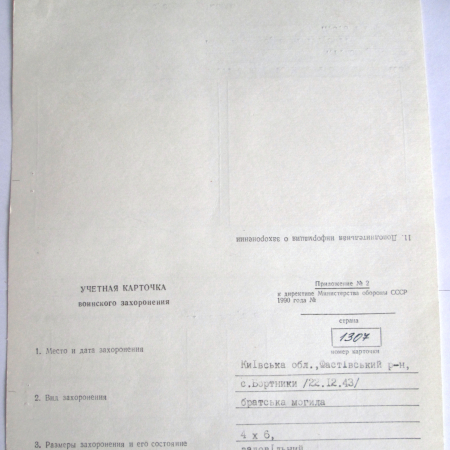 11. Дополнительная информация о захоронении
УЧЕТНАЯ КАРТОЧКА
воинского захоронения
Приложение № 2
к директиве Министерства обороны СССР
1990 года №
страна
1307
номер карточки
1. Место и дата захоронения
Київська обл.,Фастівський р-н,
с.Бортники /22.12.43/
2. Вид захоронения
братська могила
3. Размеры захоронения и его состояние
4 х 6,
задовільний